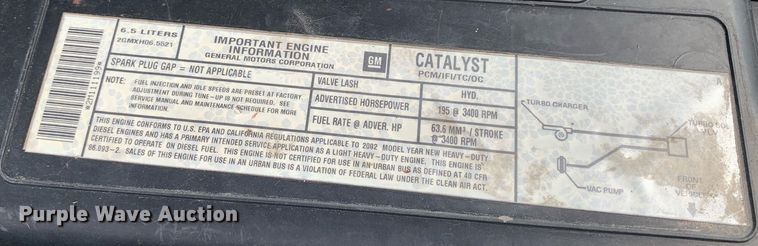 6.5 LITERS
2GMXH06.5521
*2M111199*
IMPORTANT ENGINE
INFORMATION
GENERAL MOTORS CORPORATION
GM
CATALYST
PCM/IFI/TC/OC
SPARK PLUG GAP = NOT APPLICABLE
NOTE: FUEL INJECTION AND IDLE SPEEDS ARE PRESET AT FACTORY.
ADJUSTMENT DURING TUNE-UP IS NOT REQUIRED. SEE
SERVICE MANUAL AND MAINTENANCE SCHEDULE FOR
MORE INFORMATION.
VALVE LASH
HYD.
ADVERTISED HORSEPOWER
195 @ 3400 RPM
FUEL RATE @ ADVER. HP
63.6 MM³ / STROKE
@ 3400 RPM
THIS ENGINE CONFORMS TO U.S. EPA AND CALIFORNIA REGULATIONS APPLICABLE TO 2002 MODEL YEAR NEW HEAVY-DUTY
DIESEL ENGINES AND HAS A PRIMARY INTENDED SERVICE APPLICATION AS A LIGHT HEAVY-DUTY ENGINE. THIS ENGINE IS
CERTIFIED TO OPERATE ON DIESEL FUEL. THIS ENGINE IS NOT CERTIFIED FOR USE IN AN URBAN BUS AS DEFINED AT 40 CFR
86.093-2. SALES OF THIS ENGINE FOR USE IN AN URBAN BUS IS A VIOLATION OF FEDERAL LAW UNDER THE CLEAN AIR ACT.
TURBO CHARGER
TURBO SOL
VAC PUMP
FRONT OF
VEHICLE
Purple Wave Auction